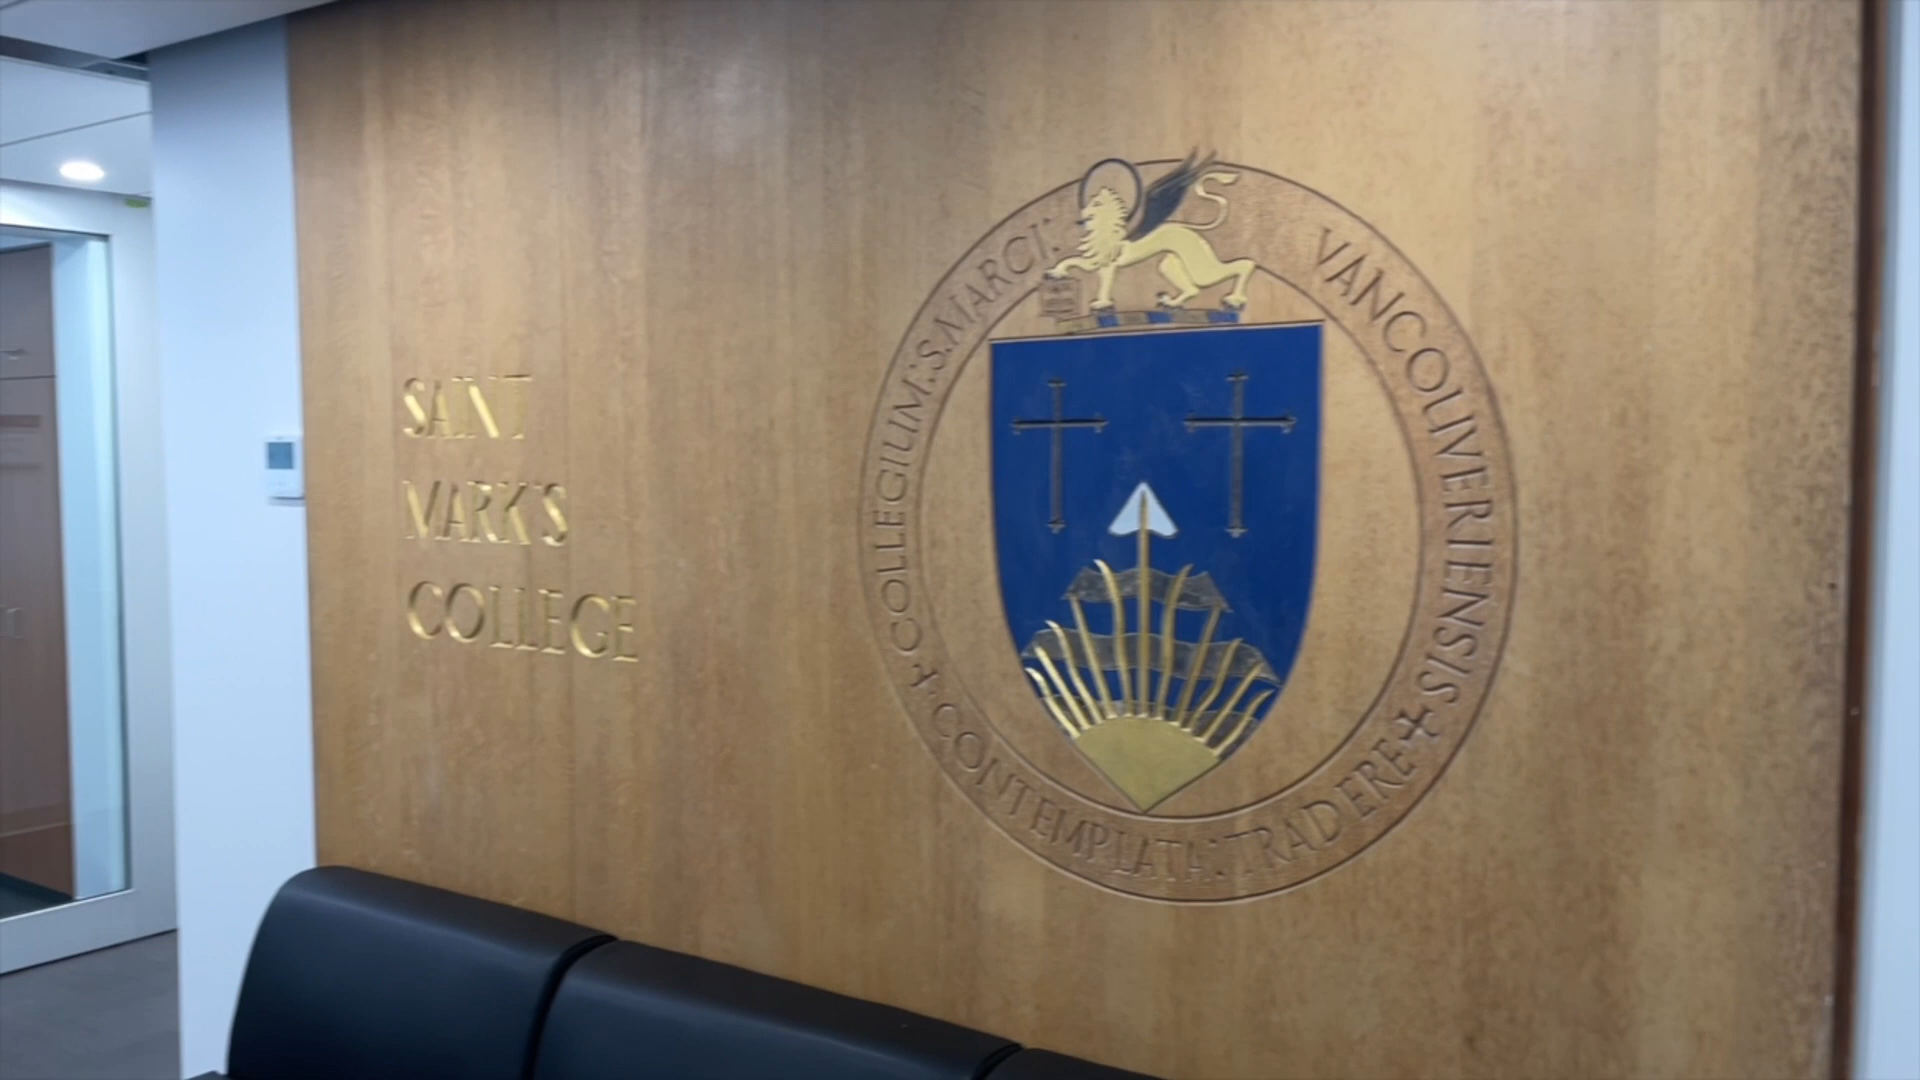 SAINT
MARK'S
COLLEGE
COLLEGIUM:S.MARCI:
VANCOUVERIENSIS
CONTEMPLATA:TRADERE